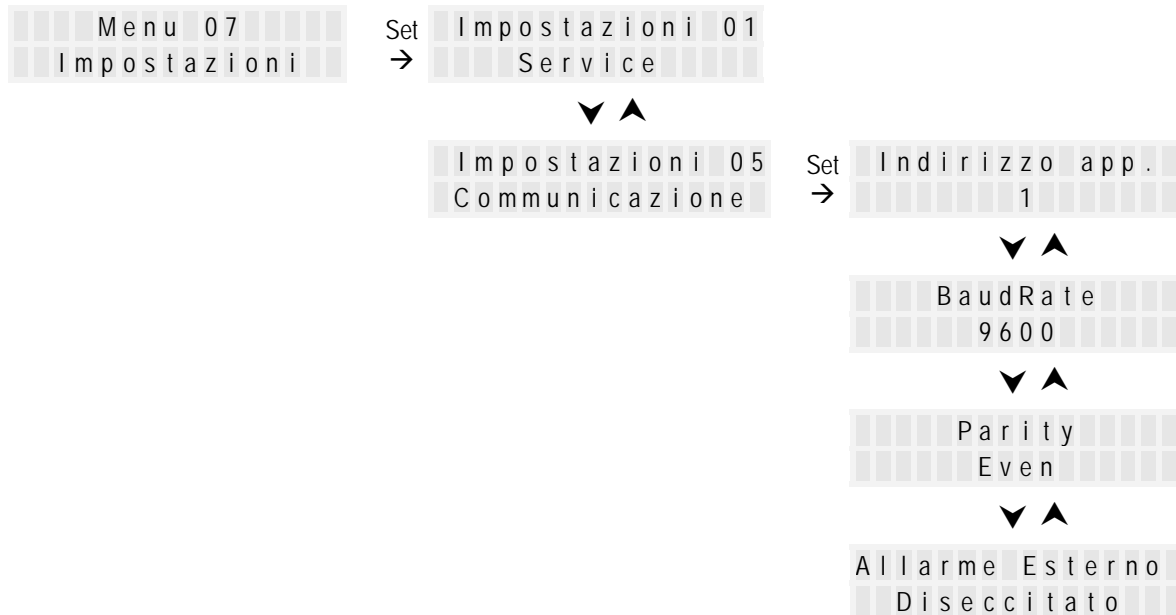 Menu 07
Impostazioni
Set
Impostazioni 01
Service
Impostazioni 05
Communicazione
Set
Indirizzo app.
1
BaudRate
9600
Parity
Even
Allarme Esterno
Diseccitato